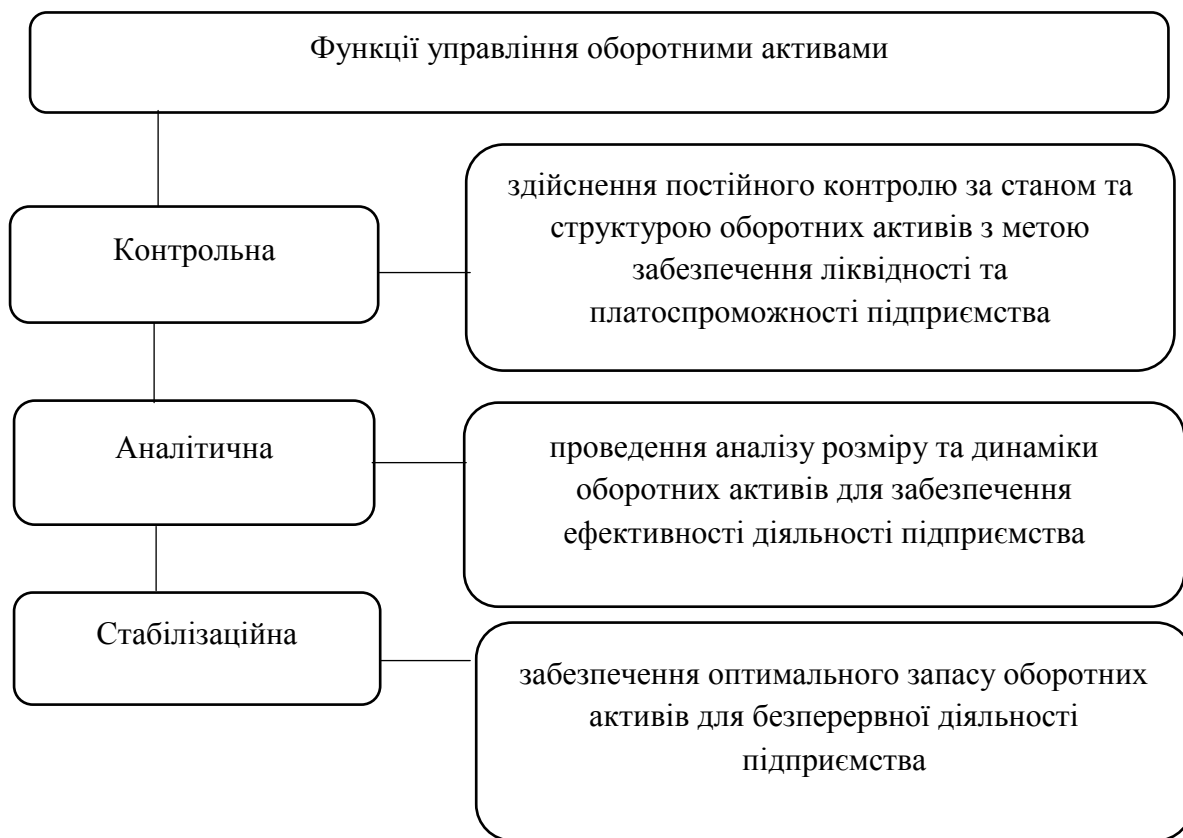 Функції управління оборотними активами
здійснення постійного контролю за станом та
структурою оборотних активів з метою
забезпечення ліквідності та
платоспроможності підприємства
Контрольна
Аналітична
проведення аналізу розміру та динаміки
оборотних активів для забезпечення
ефективності діяльності підприємства
Стабілізаційна
забезпечення оптимального запасу оборотних
активів для безперервної діяльності
підприємства